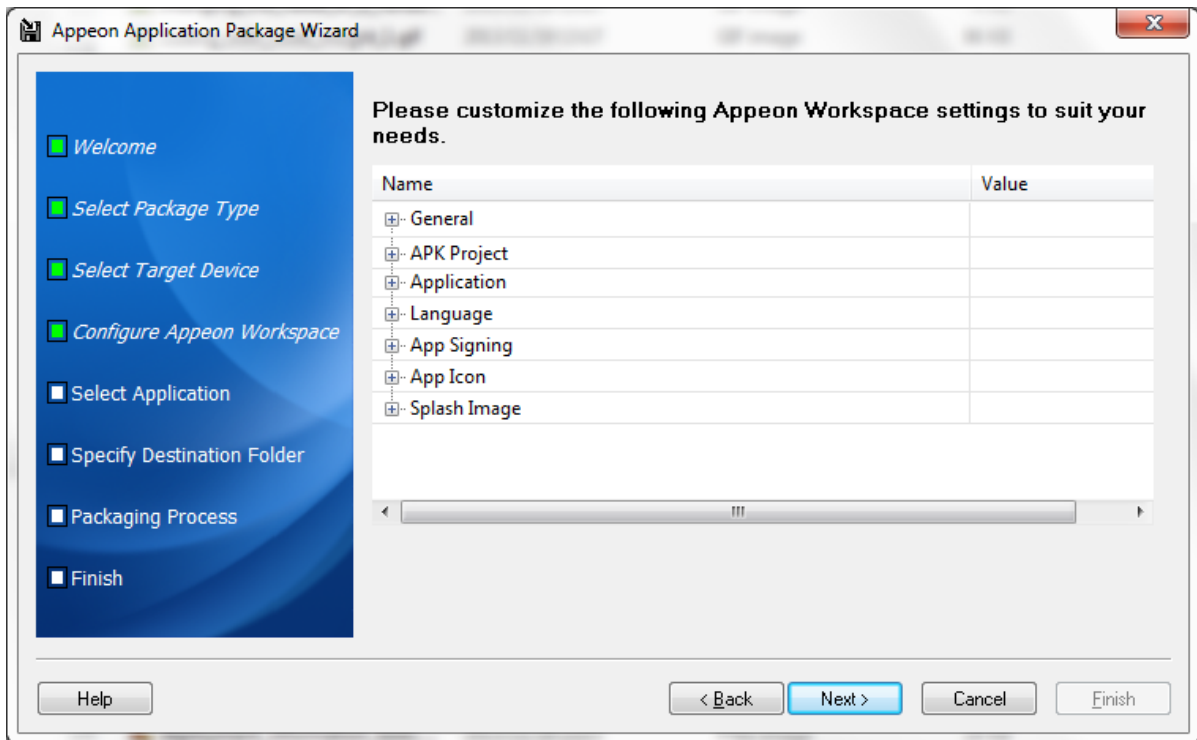 Appeon Application Package Wizard
Welcome
Select Package Type
Select Target Device
Configure Appeon Workspace
Select Application
Specify Destination Folder
Packaging Process
Finish
Please customize the following Appeon Workspace settings to suit your
needs.
Name Value
General
APK Project
Application
Language
App Signing
App Icon
Splash Image
Help < Back Next > Cancel Finish